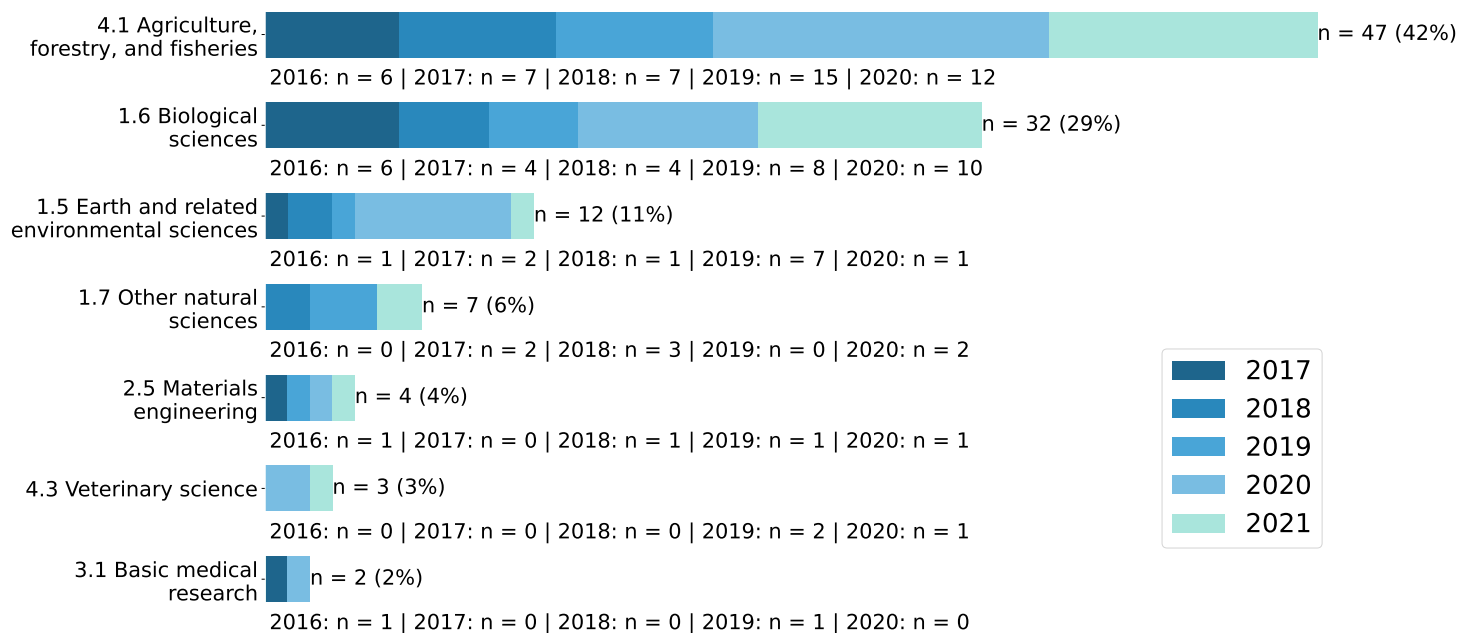 4.1 Agriculture,
forestry, and fisheries
n = 47 (42%)
2016: n = 6 | 2017: n = 7 | 2018: n = 7 | 2019: n = 15 | 2020: n = 12
1.6 Biological
sciences
n = 32 (29%)
2016: n = 6 | 2017: n = 4 | 2018: n = 4 | 2019: n = 8 | 2020: n = 10
1.5 Earth and related
environmental sciences
n = 12 (11%)
2016: n = 1 | 2017: n = 2 | 2018: n = 1 | 2019: n = 7 | 2020: n = 1
1.7 Other natural
sciences
n = 7 (6%)
2016: n = 0 | 2017: n = 2 | 2018: n = 3 | 2019: n = 0 | 2020: n = 2
2.5 Materials
engineering
n = 4 (4%)
2016: n = 1 | 2017: n = 0 | 2018: n = 1 | 2019: n = 1 | 2020: n = 1
4.3 Veterinary science
n = 3 (3%)
2016: n = 0 | 2017: n = 0 | 2018: n = 0 | 2019: n = 2 | 2020: n = 1
3.1 Basic medical
research
n = 2 (2%)
2016: n = 1 | 2017: n = 0 | 2018: n = 0 | 2019: n = 1 | 2020: n = 0
2017
2018
2019
2020
2021